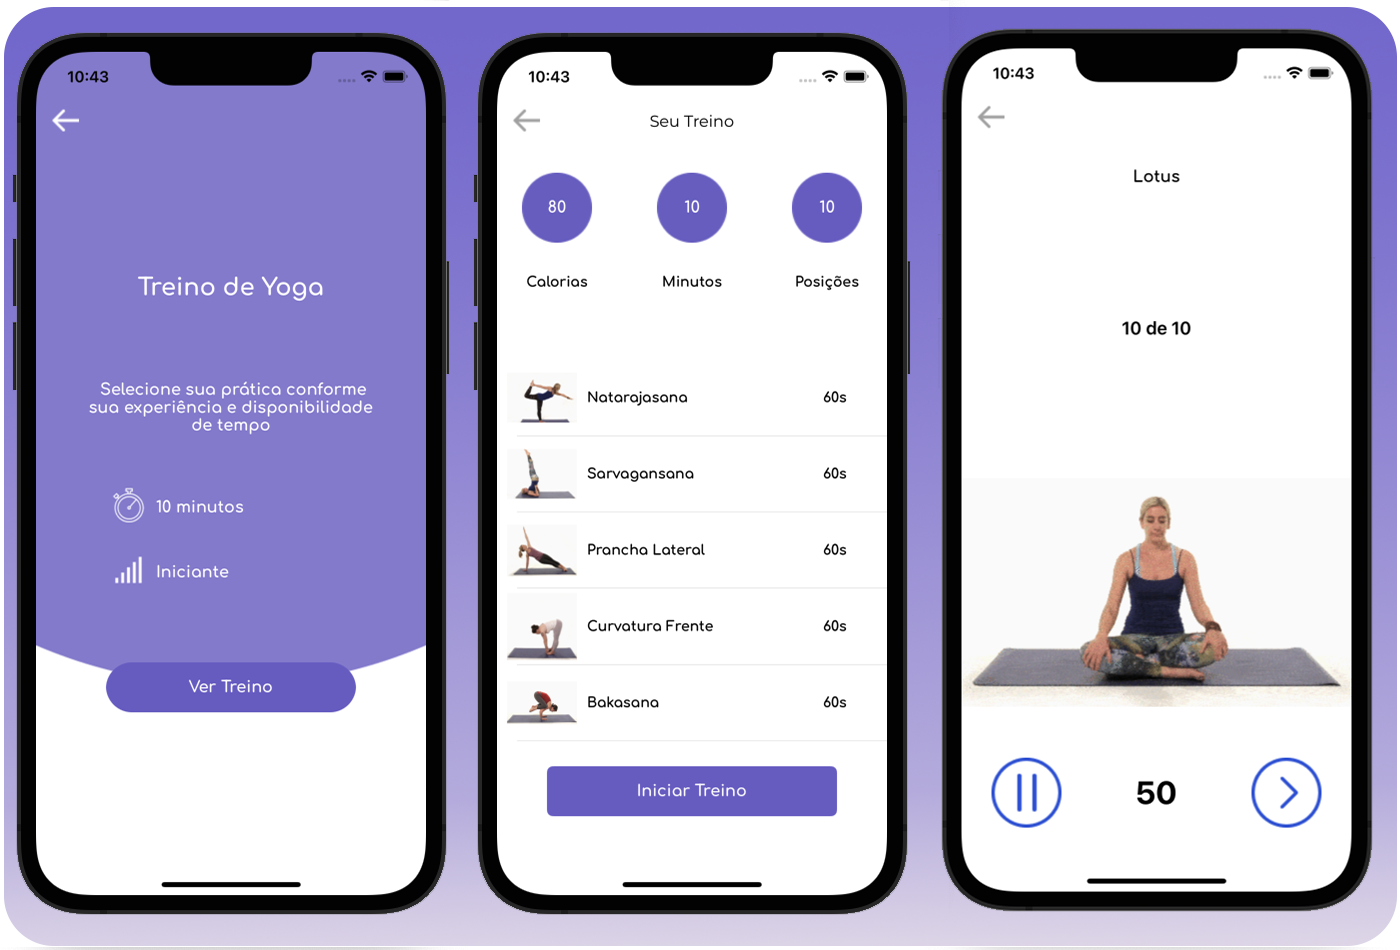 10:43
Treino de Yoga
Selecione sua prática conforme
sua experiência e disponibilidade
de tempo
10 minutos
Iniciante
Ver Treino
10:43
Seu Treino
80
10
10
Calorias
Minutos
Posições
Natarajasana 60s
Sarvagansana 60s
Prancha Lateral 60s
Curvatura Frente 60s
Bakasana 60s
Iniciar Treino
10:43
Lotus
10 de 10
50